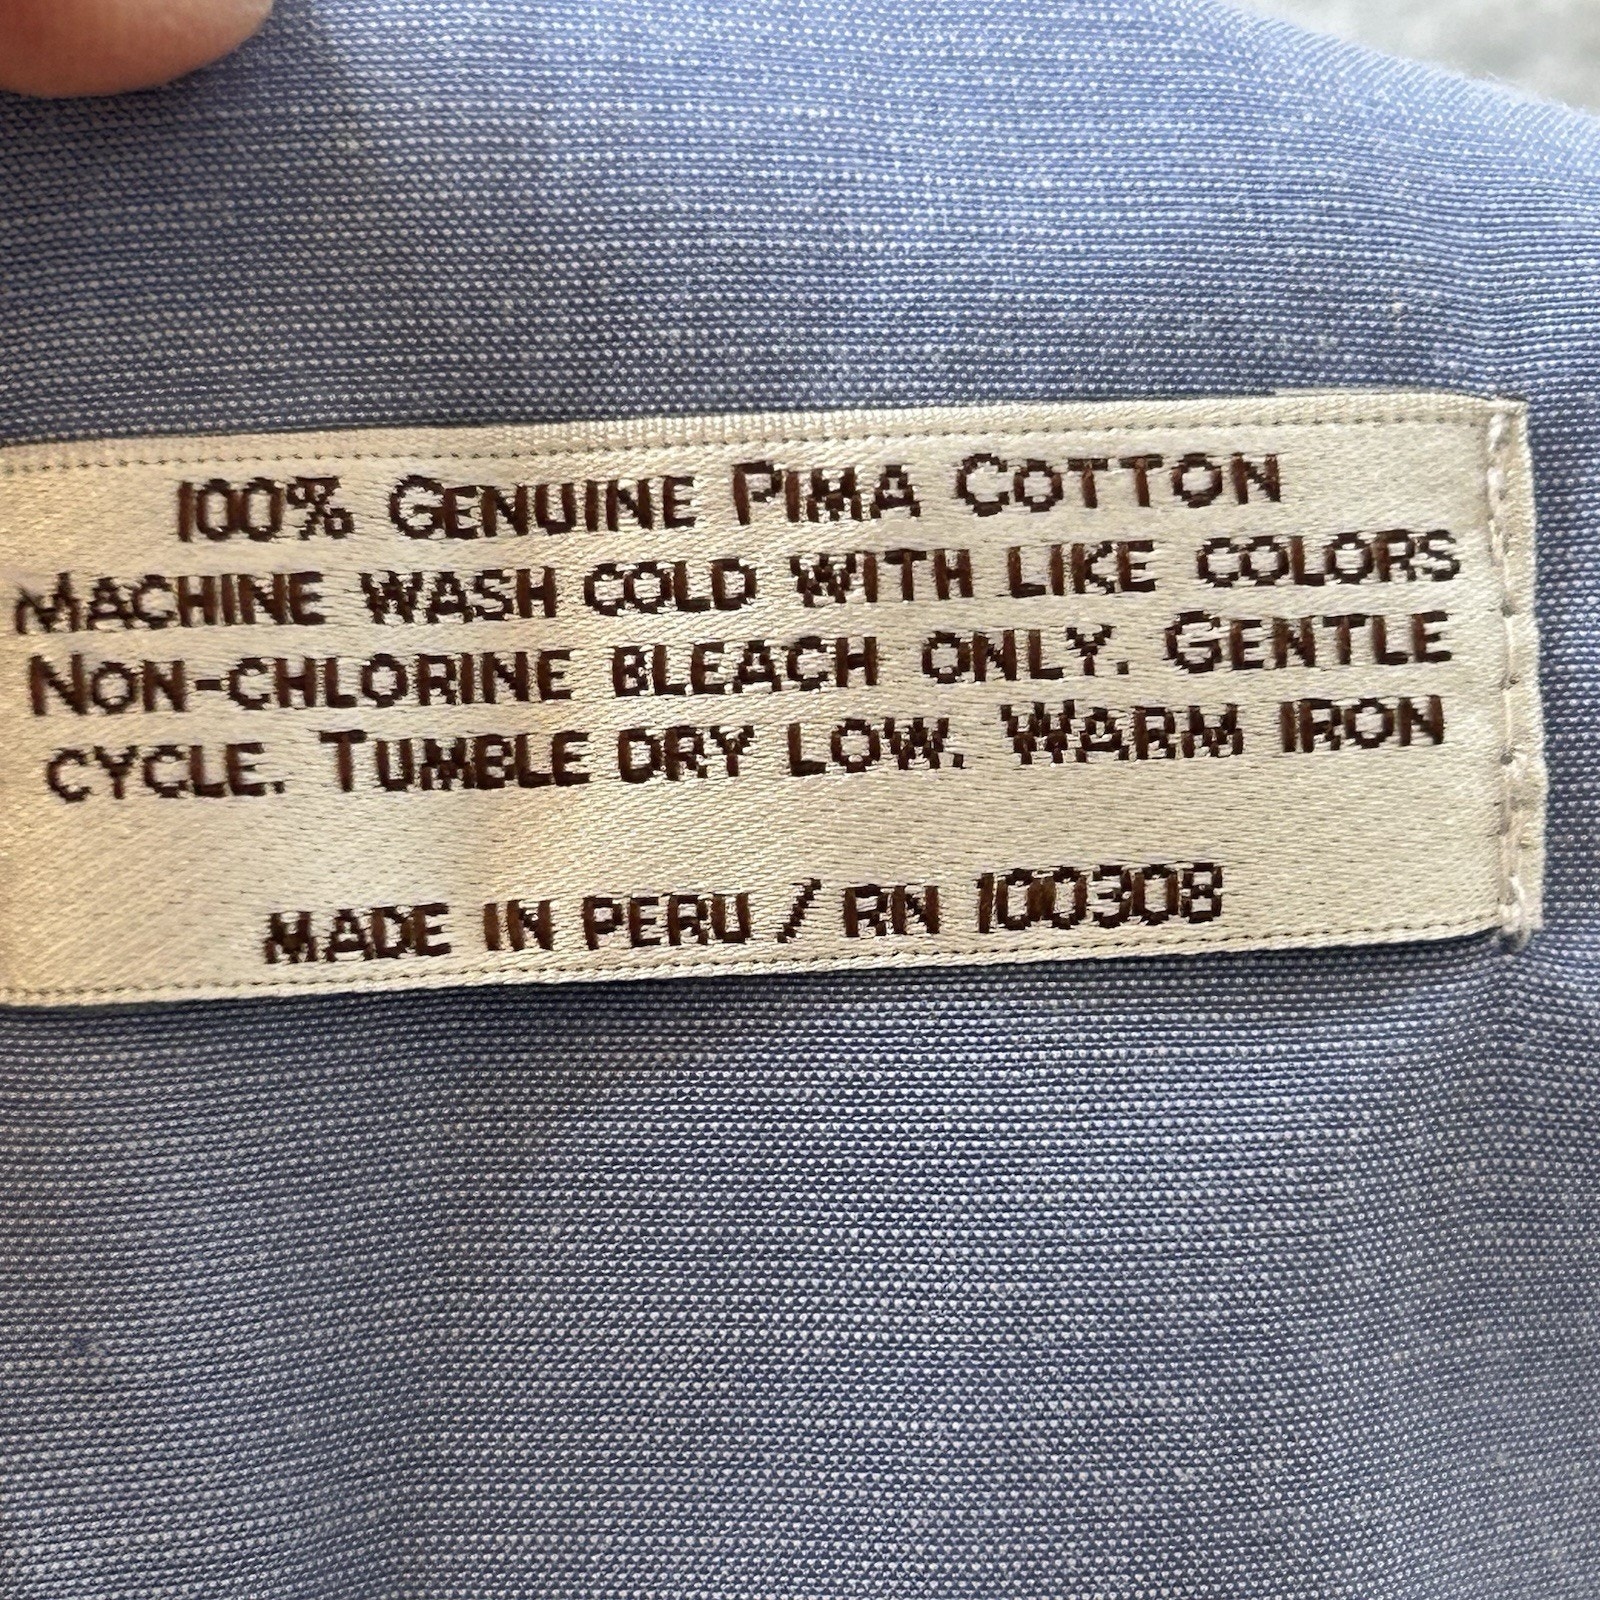 100% GENUINE PIMA COTTON
MACHINE WASH COLD WITH LIKE COLORS
NON-CHLORINE BLEACH ONLY. GENTLE
CYCLE. TUMBLE DRY LOW. WARM IRON
MADE IN PERU / RN 100308